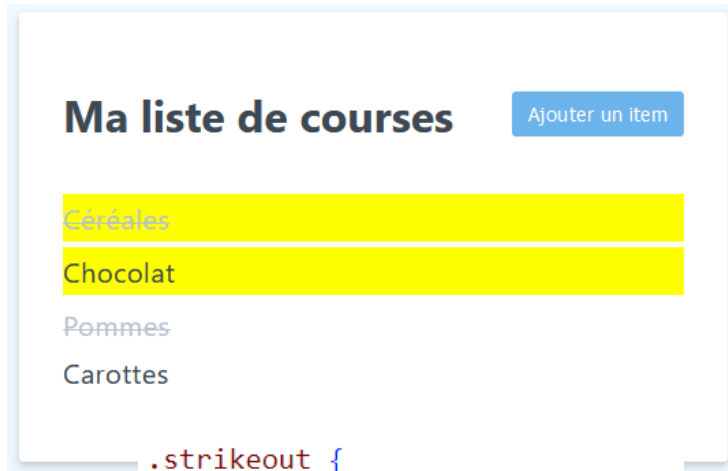 Ma liste de courses
Ajouter un item
Céréales
Chocolat
Pommes
Carottes
.strikeout {